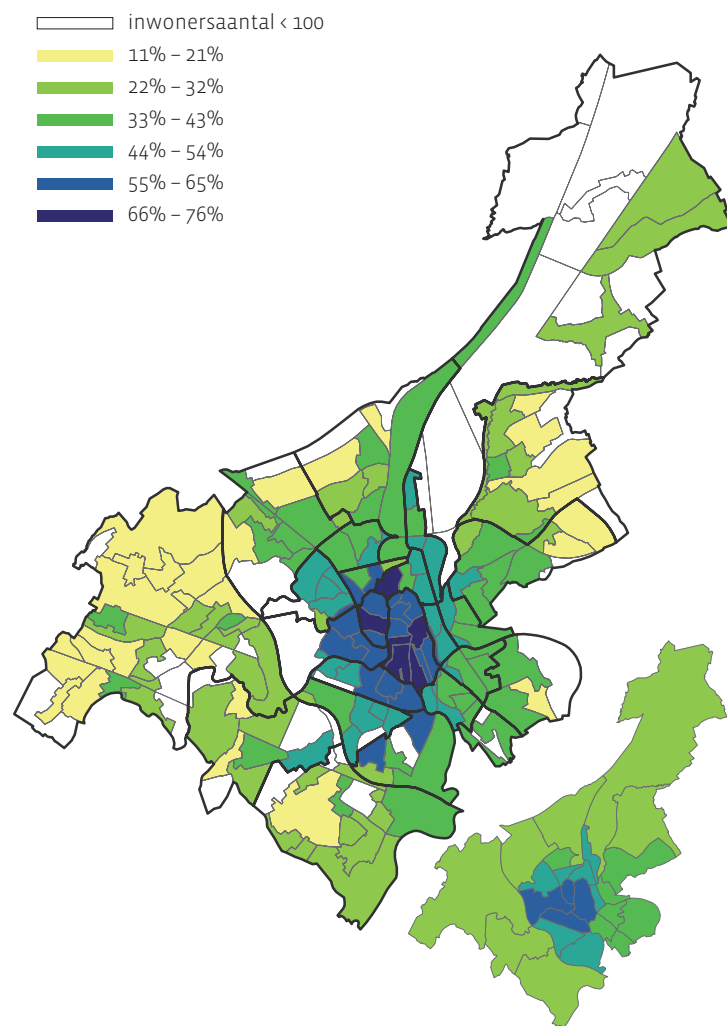 inwonersaantal < 100
11% – 21%
22% – 32%
33% – 43%
44% – 54%
55% – 65%
66% – 76%